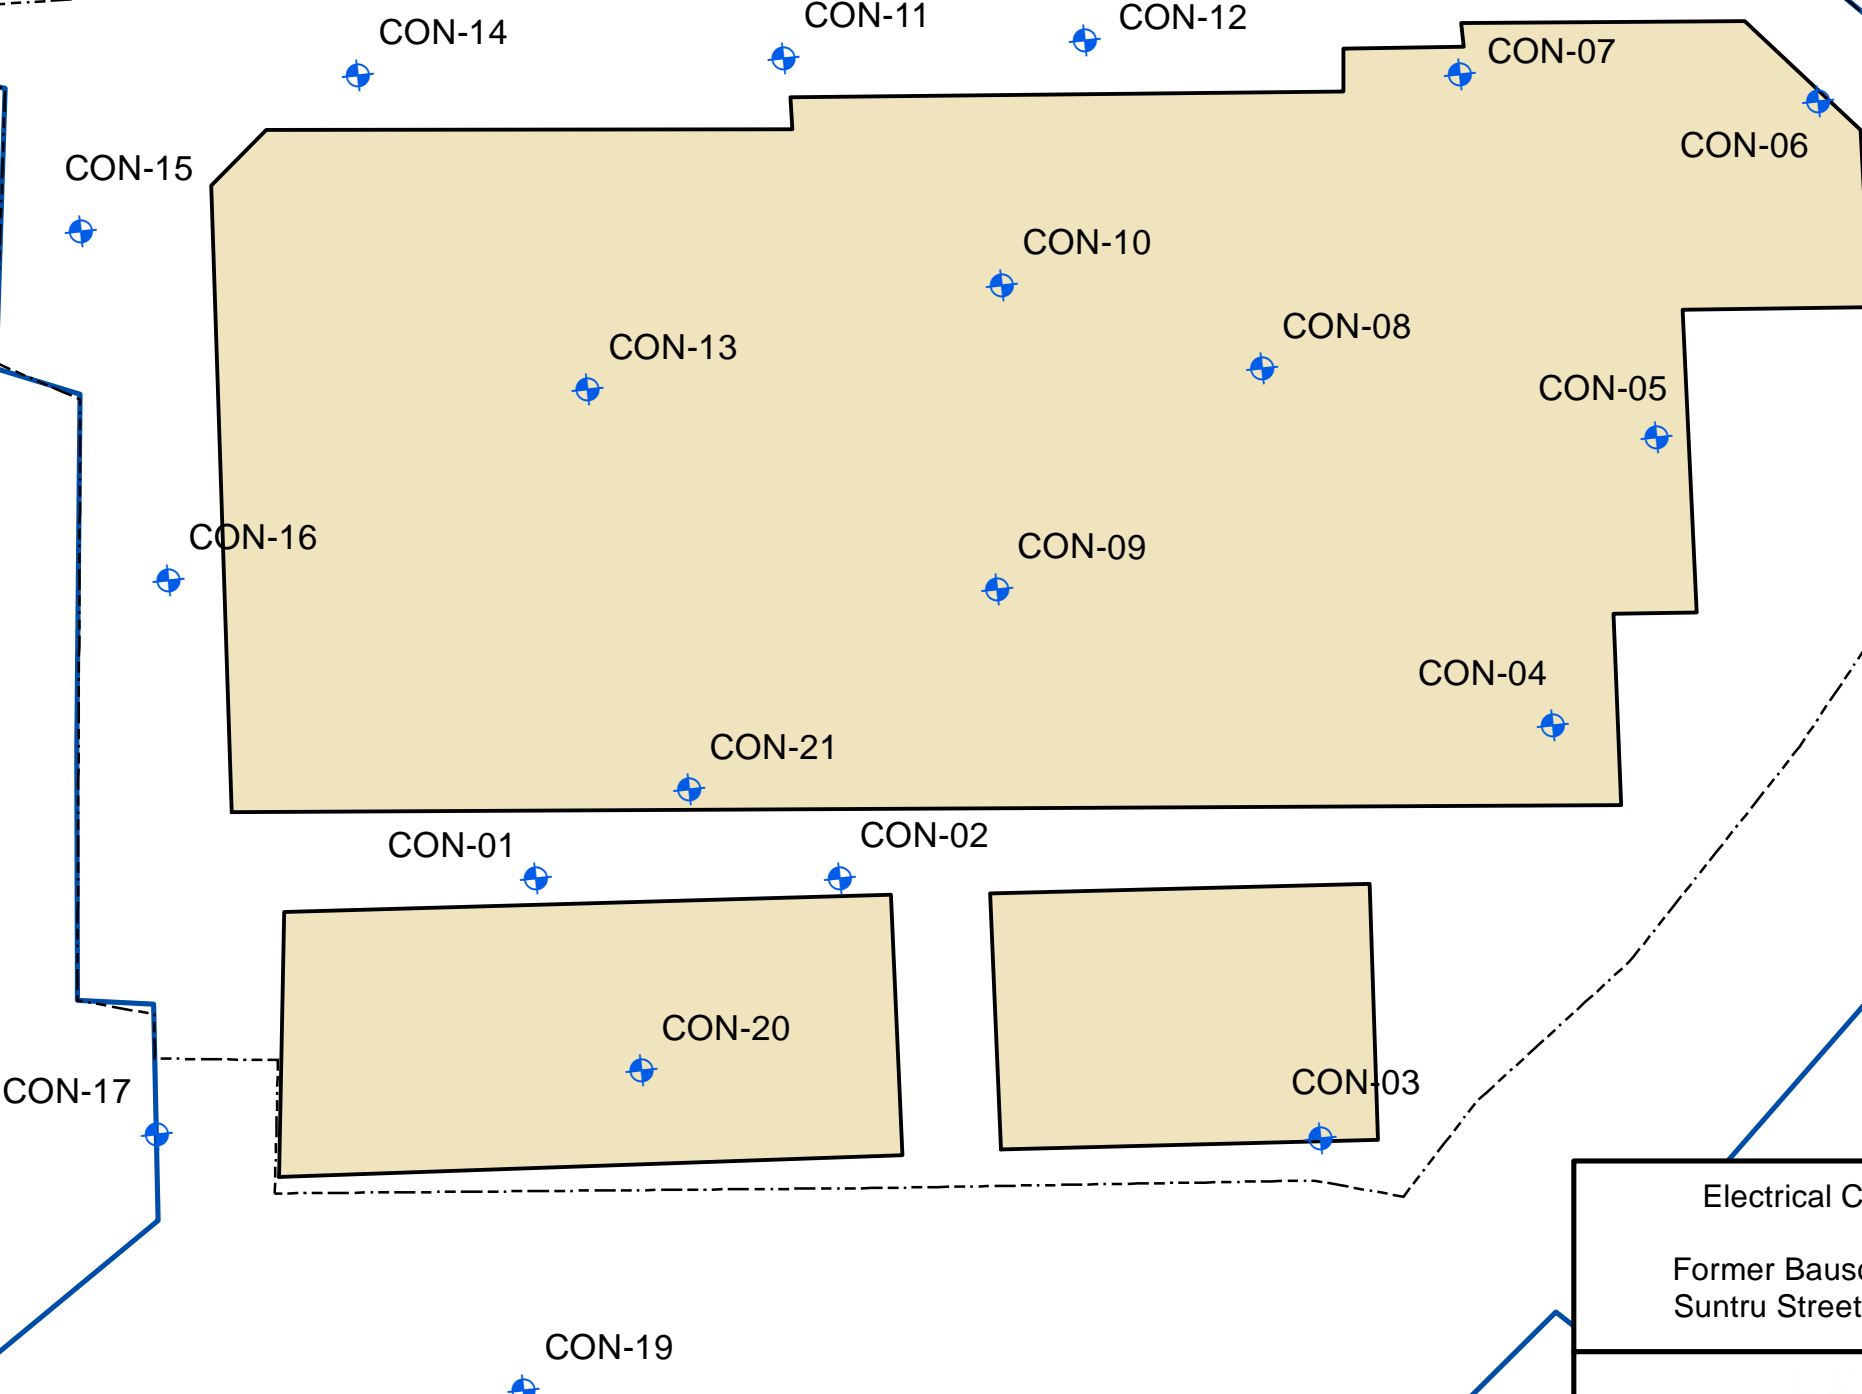 CON-11
CON-12
CON-14
CON-07
CON-06
CON-15
CON-10
CON-08
CON-13
CON-05
CON-16
CON-09
CON-04
CON-21
CON-02
CON-01
CON-20
CON-03
CON-17
Electrical C
Former Bausc
Suntru Street
CON-19